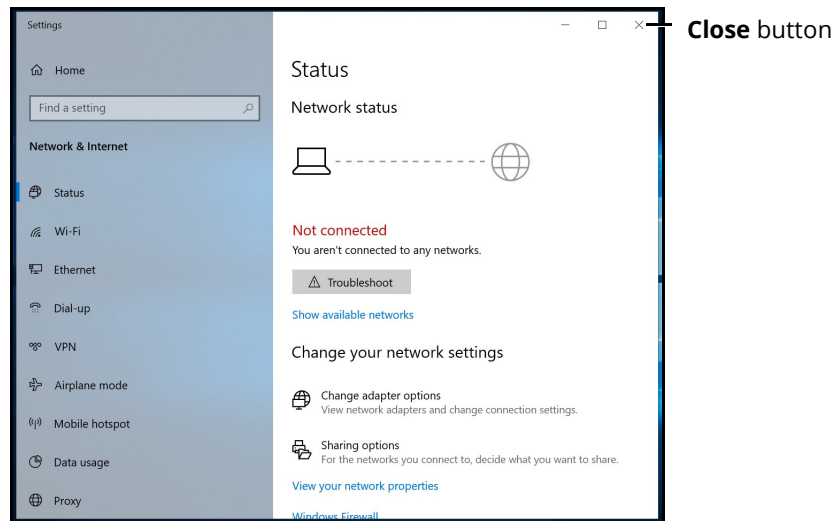 Settings
Close button
Home
Find a setting
Network & Internet
Status
Wi-Fi
Ethernet
Dial-up
VPN
Airplane mode
Mobile hotspot
Data usage
Proxy
Status
Network status
Not connected
You aren't connected to any networks.
Troubleshoot
Show available networks
Change your network settings
Change adapter options
View network adapters and change connection settings.
Sharing options
For the networks you connect to, decide what you want to share.
View your network properties
Windows Firewall